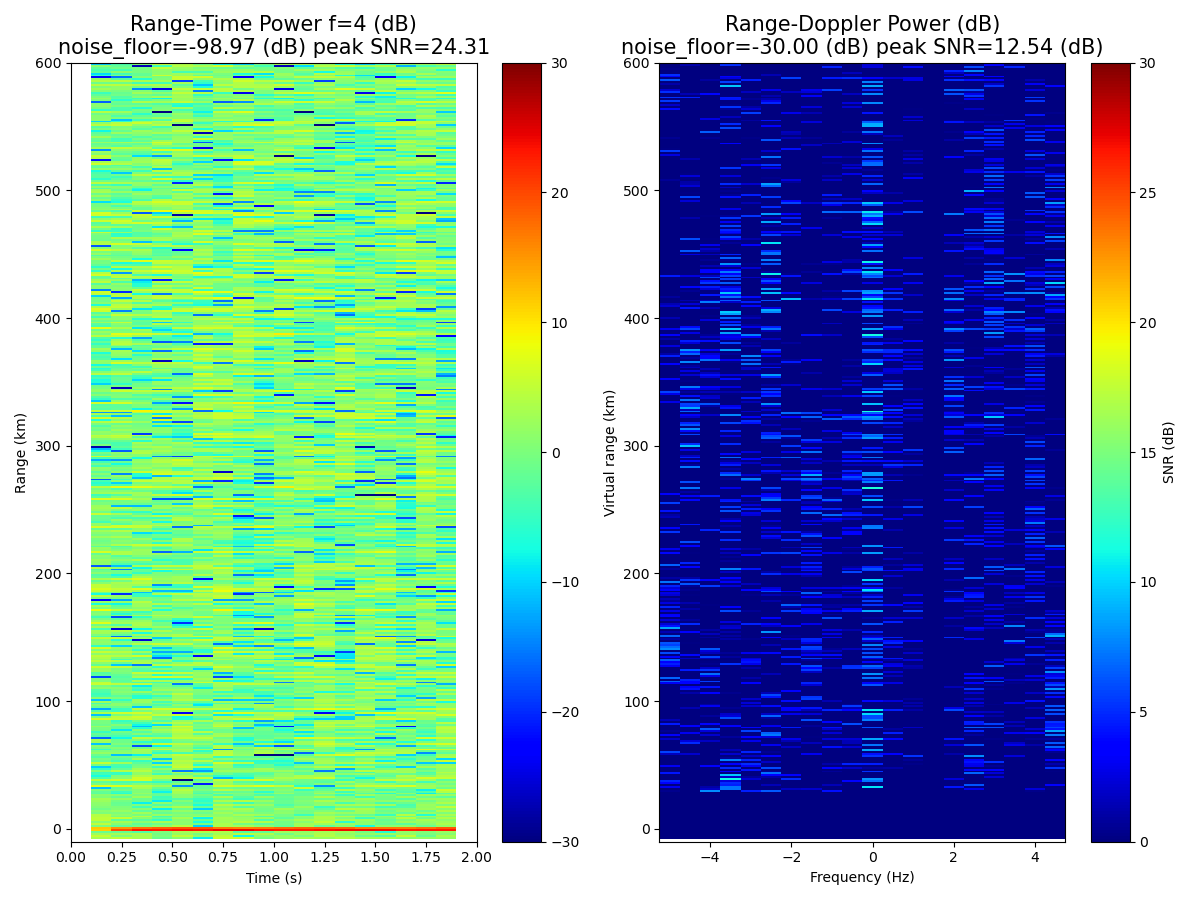 Range-Time Power f=4 (dB)
noise_floor=-98.97 (dB) peak SNR=24.31
600
500
400
300
200
100
0
Range (km)
0.00 0.25 0.50 0.75 1.00 1.25 1.50 1.75 2.00
Time (s)
30
20
10
0
−10
−20
−30
Range-Doppler Power (dB)
noise_floor=-30.00 (dB) peak SNR=12.54 (dB)
600
500
400
300
200
100
0
Virtual range (km)
−4 −2 0 2 4
Frequency (Hz)
30
25
20
15
10
5
0
SNR (dB)